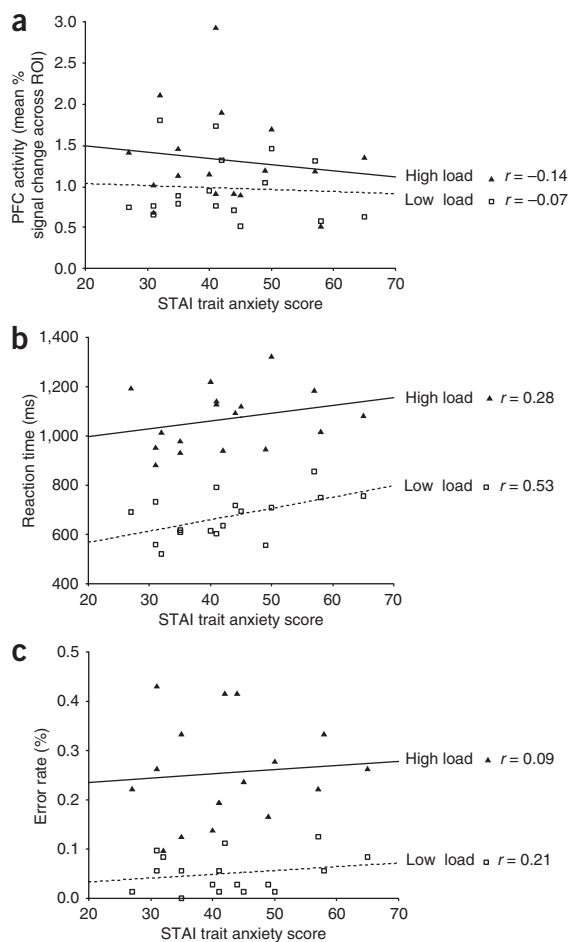 a
PFC activity (mean %
signal change across ROI)
3.0
2.5
2.0
1.5
1.0
0.5
0.0
20 30 40 50 60 70
STAI trait anxiety score
High load r = –0.14
Low load r = –0.07
b
Reaction time (ms)
1,400
1,200
1,000
800
600
400
20 30 40 50 60 70
STAI trait anxiety score
High load r = 0.28
Low load r = 0.53
c
Error rate (%)
0.5
0.4
0.3
0.2
0.1
0.0
20 30 40 50 60 70
STAI trait anxiety score
High load r = 0.09
Low load r = 0.21